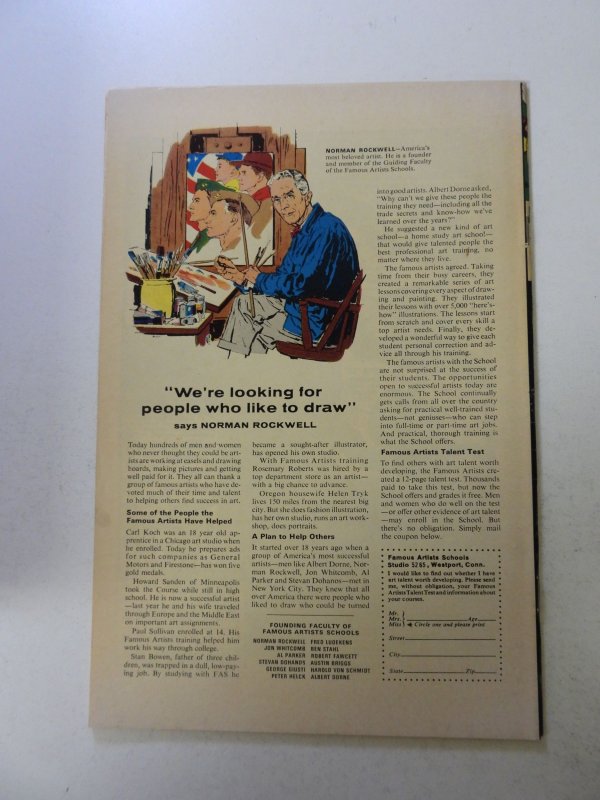 NORMAN ROCKWELL—America's
most beloved artist. He is a founder
and member of the Guiding Faculty
of the Famous Artists Schools.
"We're looking for
people who like to draw"
says NORMAN ROCKWELL
Today hundreds of men and women
who never thought they could be art-
ists are working at easels and drawing
boards, making pictures and getting
well paid for it. They all can thank a
group of famous artists who have de-
voted much of their time and talent
to helping others find success in art.
Some of the People the
Famous Artists Have Helped
Carl Koch was an 18 year old ap-
prentice in a Chicago art studio when
he enrolled. Today he prepares ads
for such companies as General
Motors and Firestone—has won five
gold medals.
Howard Sanden of Minneapolis
took the Course while still in high
school. He is now a successful artist
—last year he and his wife traveled
through Europe and the Middle East
on important art assignments.
Paul Sullivan enrolled at 14. His
Famous Artists training helped him
work his way through college.
Stan Bowen, father of three chil-
dren, was trapped in a dull, low-pay-
ing job. By studying with FAS he
became a sought-after illustrator,
has opened his own studio.
With Famous Artists training
Rosemary Roberts was hired by a
top department store as an artist—
with a big chance to advance.
Oregon housewife Helen Tryk
lives 150 miles from the nearest big
city. But she does fashion illustration,
has her own studio, runs an art work-
shop, does portraits.
A Plan to Help Others
It started over 18 years ago when a
group of America's most successful
artists—men like Albert Dorne, Nor-
man Rockwell, Jon Whitcomb, Al
Parker and Stevan Dohanos—met in
New York City. They knew that all
over America there were people who
liked to draw who could be turned
FOUNDING FACULTY OF
FAMOUS ARTISTS SCHOOLS
NORMAN ROCKWELL FRED LUDEKENS
JON WHITCOMB BEN STAHL
AL PARKER ROBERT FAWCETT
STEVAN DOHANOS AUSTIN BRIGGS
GEORGE GIUSTI HAROLD VON SCHMIDT
PETER HELCK ALBERT DORNE
into good artists. Albert Dorne asked,
"Why can't we give these people the
training they need—including all the
trade secrets and know-how we've
learned over the years?"
He suggested a new kind of art
school—a home study art school—
that would give talented people the
best professional art training, no
matter where they live.
The famous artists agreed. Taking
time from their busy careers, they
created a remarkable series of art
lessons covering every aspect of draw-
ing and painting. They illustrated
their lessons with over 5,000 "here's-
how" illustrations. The lessons start
from scratch and cover every skill a
top artist needs. Finally, they de-
veloped a wonderful way to give each
student personal correction and ad-
vice all through his training.
The famous artists with the School
are not surprised at the success of
their students. The opportunities
open to successful artists today are
enormous. The School continually
gets calls from all over the country
asking for practical well-trained stu-
dents—not geniuses—who can step
into full-time or part-time art jobs.
And practical, thorough training is
what the School offers.
Famous Artists Talent Test
To find others with art talent worth
developing, the Famous Artists cre-
ated a 12-page talent test. Thousands
paid to take this test, but now the
School offers and grades it free. Men
and women who do well on the test
—or offer other evidence of art talent
—may enroll in the School. But
there's no obligation. Simply mail
the coupon below.
Famous Artists Schools
Studio 5265, Westport, Conn.
I would like to find out whether I have
art talent worth developing. Please send
me, without obligation, your Famous
Artists Talent Test and information about
your courses.
Mr.
Mrs. Age
Miss Circle one and please print
Street
City
State Zip